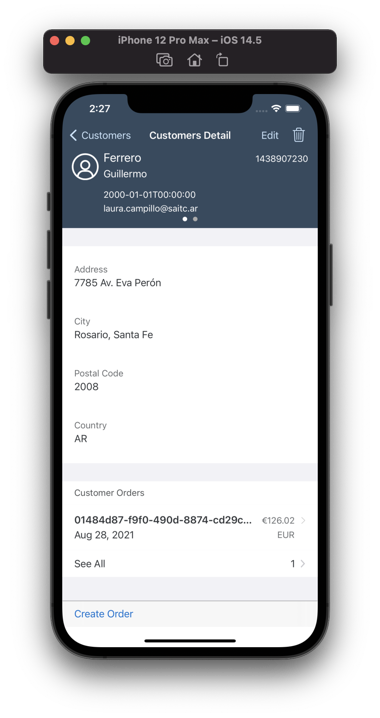 iPhone 12 Pro Max – iOS 14.5
2:27
Customers
Customers Detail
Edit
Ferrero
1438907230
Guillermo
2000-01-01T00:00:00
laura.campillo@saitc.ar
Address
7785 Av. Eva Perón
City
Rosario, Santa Fe
Postal Code
2008
Country
AR
Customer Orders
01484d87-f9f0-490d-8874-cd29c...
€126.02
Aug 28, 2021
EUR
See All
1
Create Order